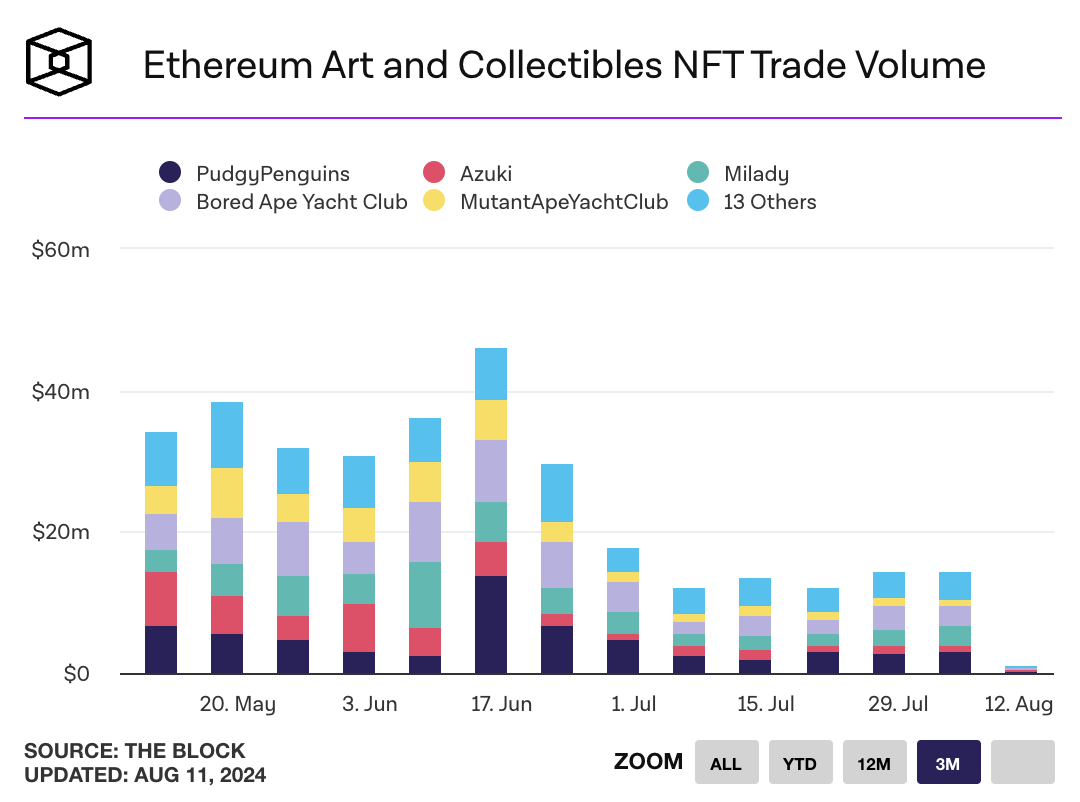 Ethereum Art and Collectibles NFT Trade Volume
PudgyPenguins Azuki Milady
Bored Ape Yacht Club MutantApeYachtClub 13 Others
$60m
$40m
$20m
$0
20. May 3. Jun 17. Jun 1. Jul 15. Jul 29. Jul 12. Aug
SOURCE: THE BLOCK
UPDATED: AUG 11, 2024
ZOOM ALL YTD 12M 3M